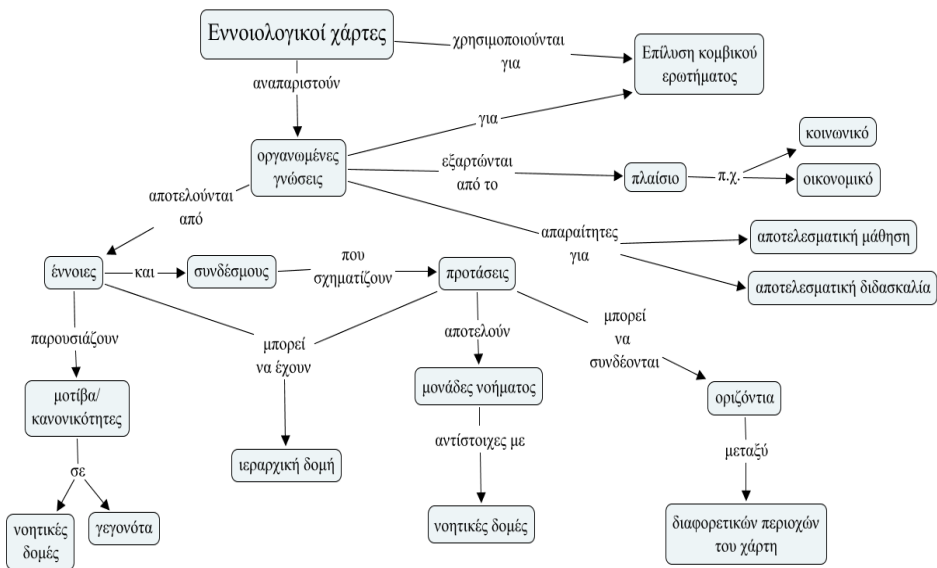 Εννοιολογικοί χάρτες
χρησιμοποιούνται
για
Επίλυση κομβικού
ερωτήματος
αναπαριστούν
για
οργανωμένες
γνώσεις
εξαρτώνται
από το
πλαίσιο
π.χ.
κοινωνικό
οικονομικό
αποτελούνται
από
απαραίτητες
για
αποτελεσματική μάθηση
αποτελεσματική διδασκαλία
έννοιες
και
συνδέσμους
που
σχηματίζουν
προτάσεις
παρουσιάζουν
μπορεί
να έχουν
αποτελούν
μπορεί
να
συνδέονται
μοτίβα/
κανονικότητες
μονάδες νοήματος
οριζόντια
σε
ιεραρχική δομή
αντίστοιχες με
μεταξύ
νοητικές
δομές
γεγονότα
νοητικές δομές
διαφορετικών περιοχών
του χάρτη